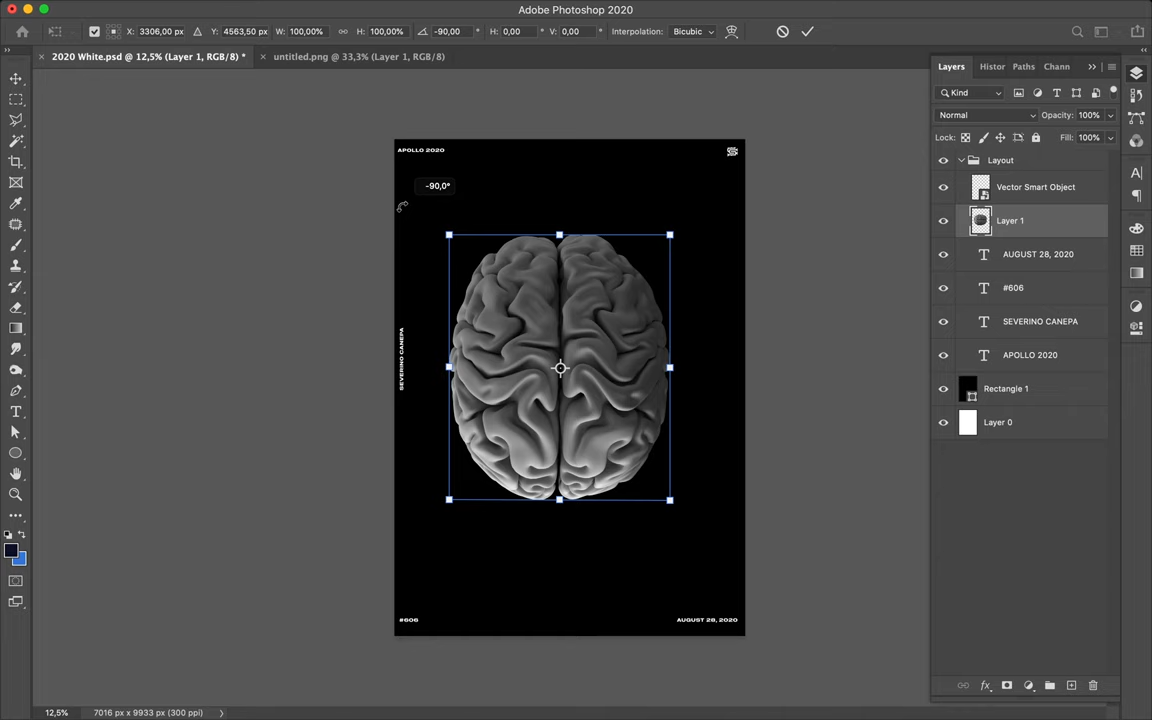 Adobe Photoshop 2020
X: 3306,00 px Y: 4563,50 px W: 100,00% H: 100,00% -90,00 ° H: 0,00 ° V: 0,00 ° Interpolation: Bicubic
2020 White.psd @ 12,5% (Layer 1, RGB/8) * untitled.png @ 33,3% (Layer 1, RGB/8)
Layers Histor Paths Chann
Kind
Normal Opacity: 100%
Lock: Fill: 100%
Layout
Vector Smart Object
Layer 1
T AUGUST 28, 2020
T #606
T SEVERINO CANEPA
T APOLLO 2020
Rectangle 1
Layer 0
APOLLO 2020
-90,0°
SEVERINO CANEPA
#606 AUGUST 28, 2020
12,5% 7016 px x 9933 px (300 ppi)